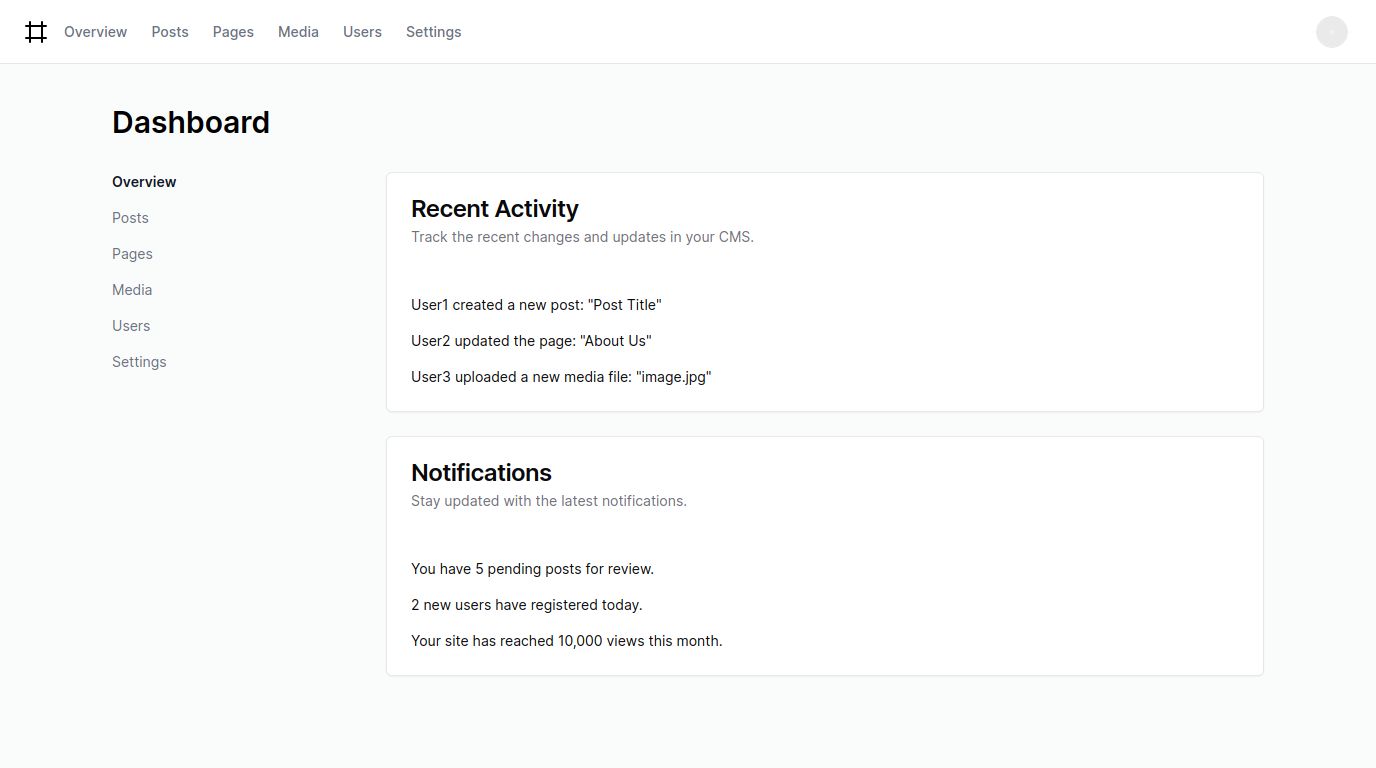 Overview Posts Pages Media Users Settings
Dashboard
Overview
Posts
Pages
Media
Users
Settings
Recent Activity
Track the recent changes and updates in your CMS.
User1 created a new post: "Post Title"
User2 updated the page: "About Us"
User3 uploaded a new media file: "image.jpg"
Notifications
Stay updated with the latest notifications.
You have 5 pending posts for review.
2 new users have registered today.
Your site has reached 10,000 views this month.